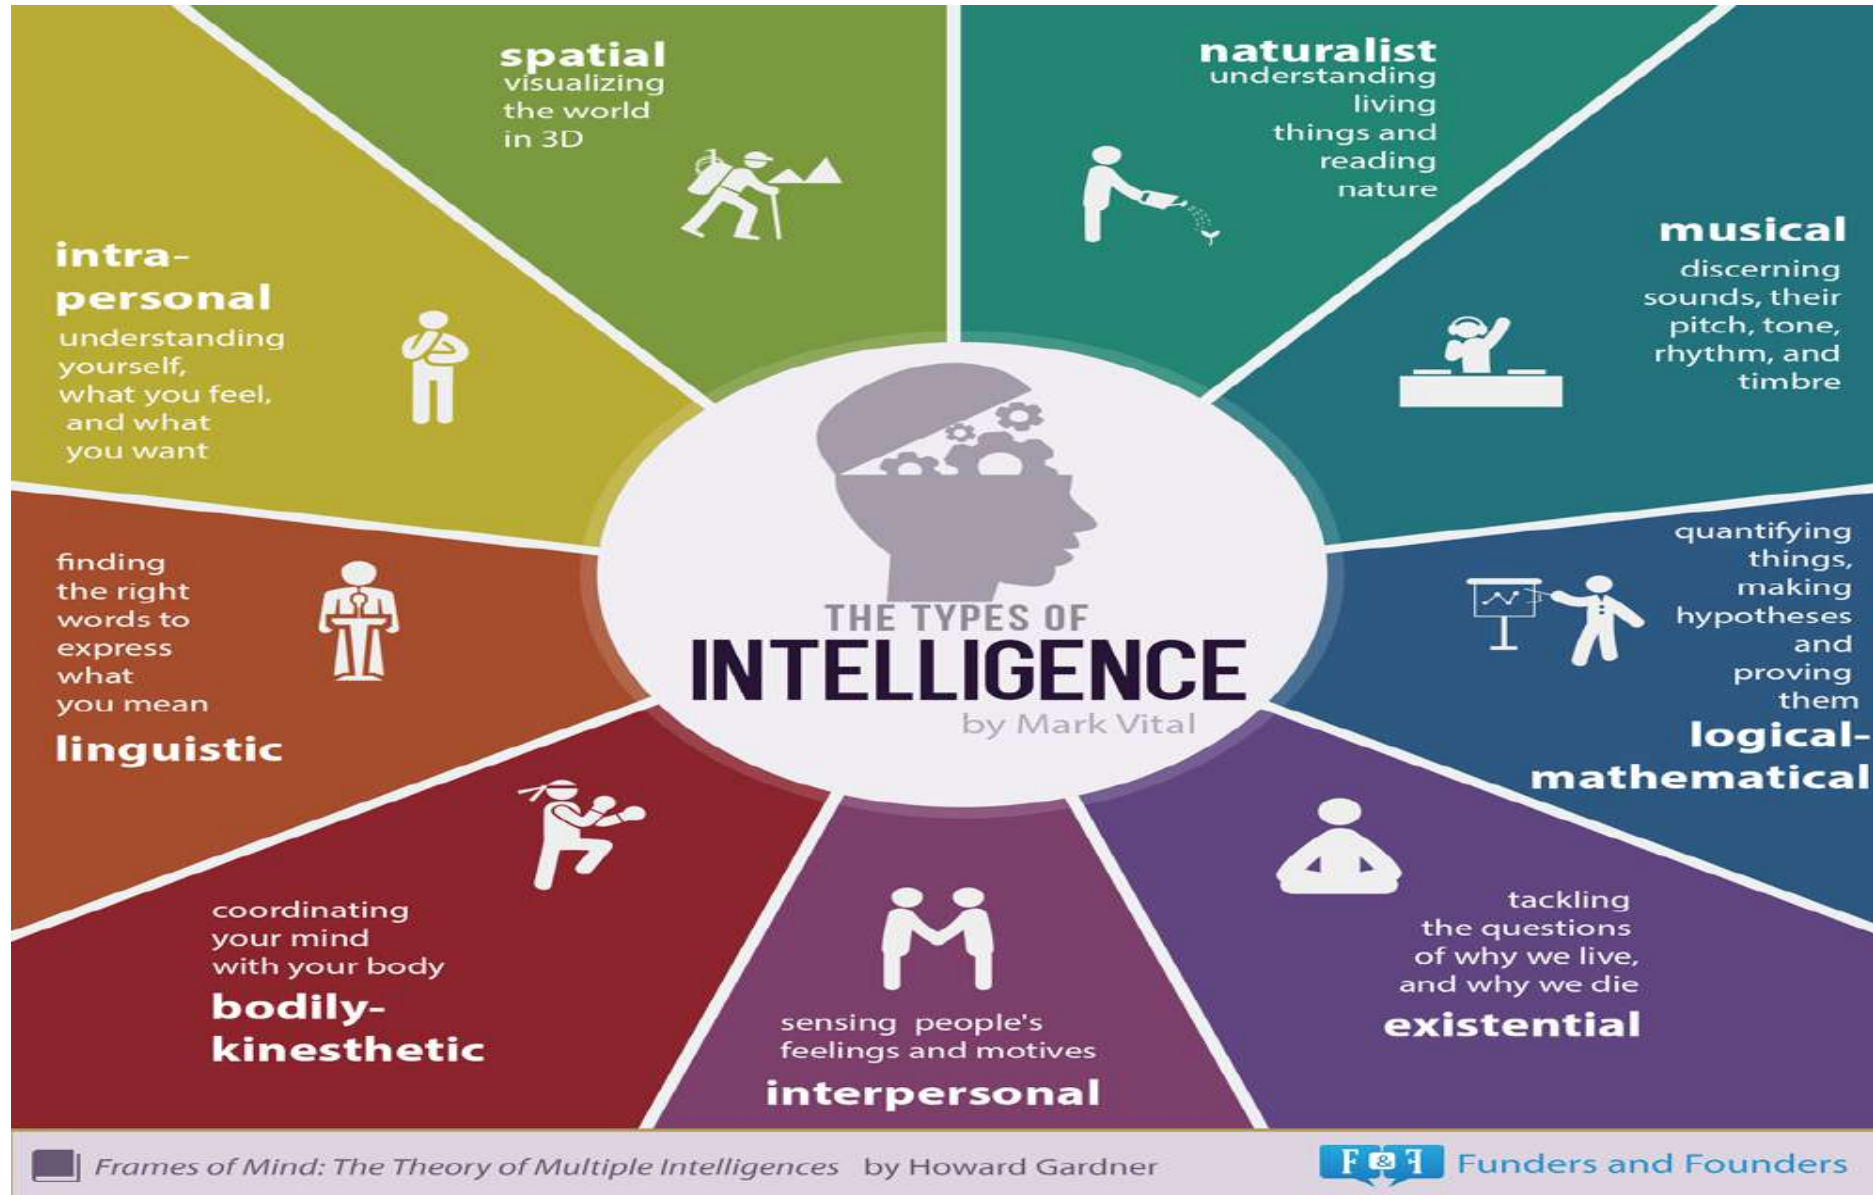 spatial
visualizing
the world
in 3D
naturalist
understanding
living
things and
reading
nature
musical
discerning
sounds, their
pitch, tone,
rhythm, and
timbre
intra-
personal
understanding
yourself,
what you feel,
and what
you want
finding
the right
words to
express
what
you mean
linguistic
THE TYPES OF
INTELLIGENCE
by Mark Vital
quantifying
things,
making
hypotheses
and
proving
them
logical-
mathematical
coordinating
your mind
with your body
bodily-
kinesthetic
sensing people's
feelings and motives
interpersonal
tackling
the questions
of why we live,
and why we die
existential
Frames of Mind: The Theory of Multiple Intelligences by Howard Gardner
F & F Funders and Founders